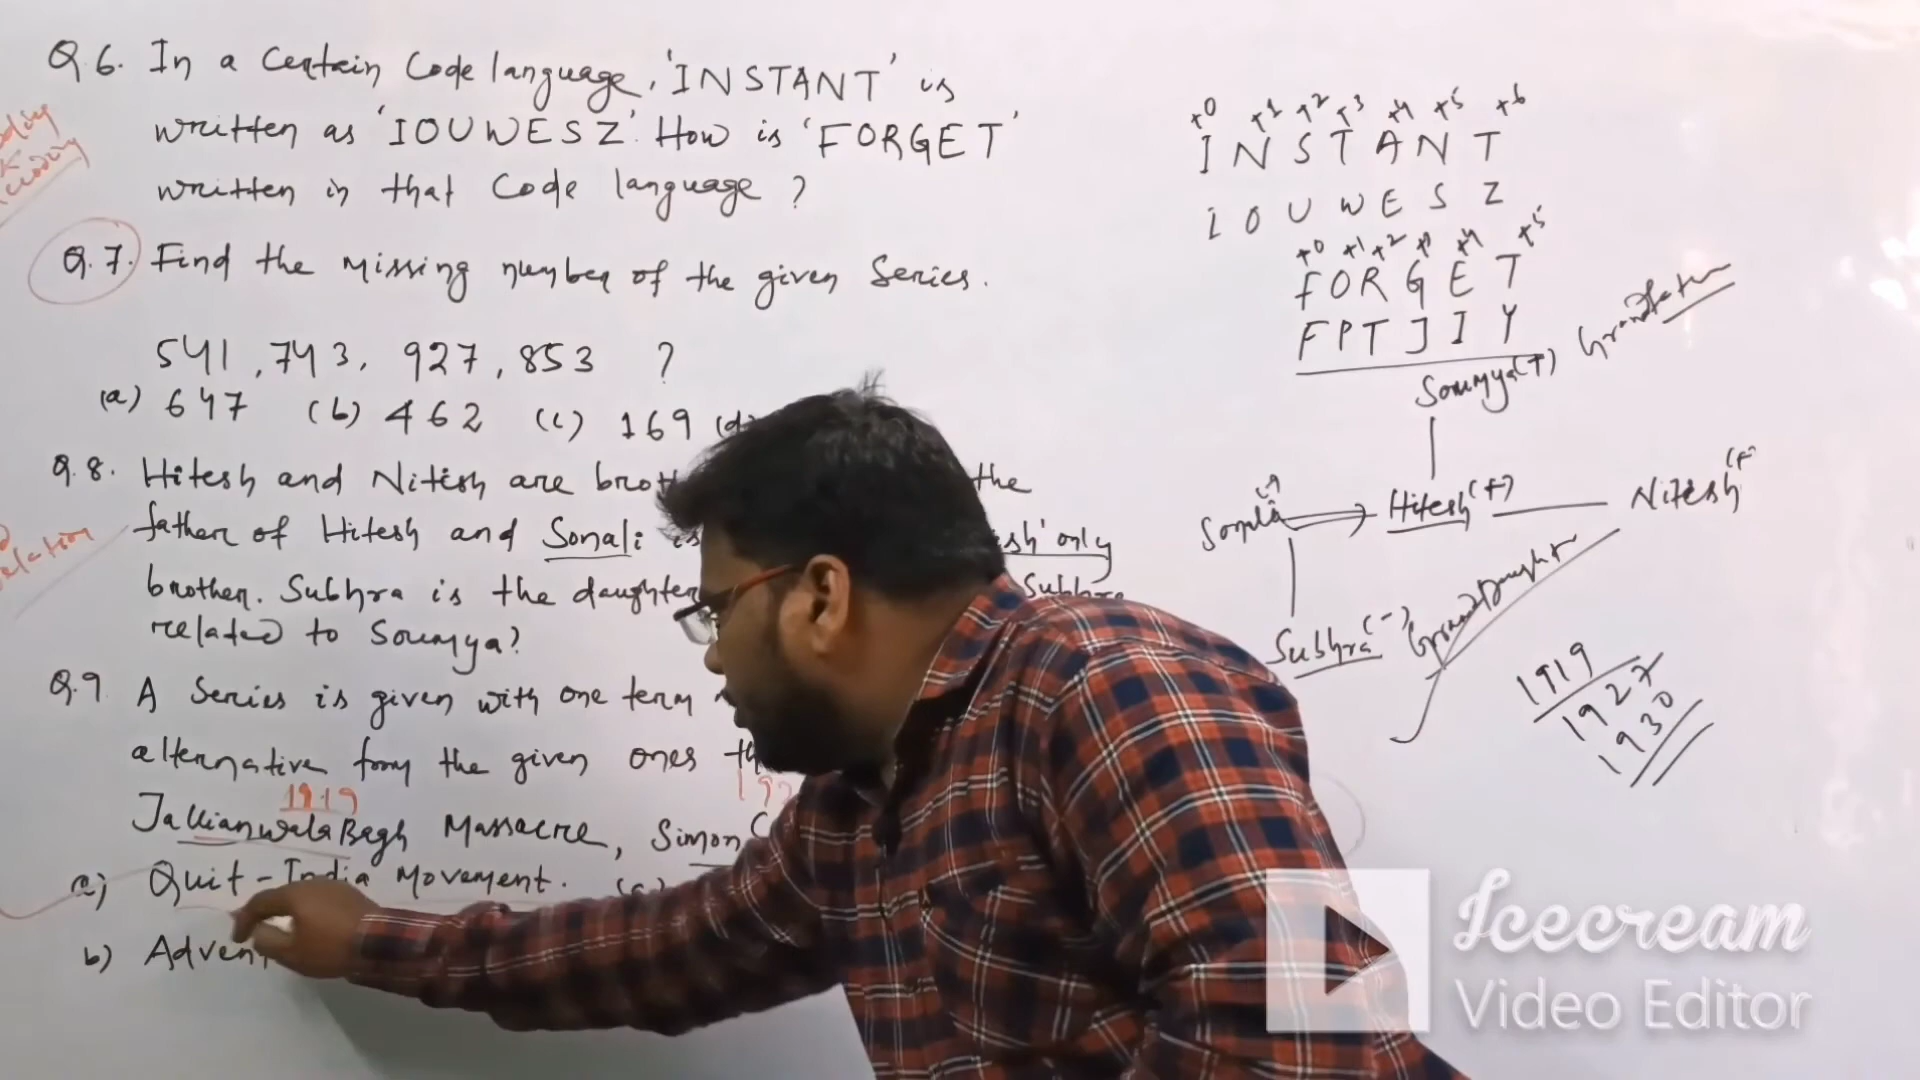 Q.6. In a Certain Code language, 'INSTANT' is
written as 'IOUWESZ'. How is 'FORGET'
written in that Code language?
Q.7. Find the Missing number of the given Series.
541, 743, 927, 853 ?
(a) 647 (b) 462 (c) 169 (d)
Q.8. Hitesh and Nitish are the
father of Hitesh and Sonali is only
brother. Subhra is the daughter Subhra
related to Soumya?
Q.9 A Series is given with one term
alternative from the given ones
1919
Jallianwala Bagh Massacre, Simon
a) Quit-India Movement.
b)
+0 +1 +2 +3 +4 +5 +6
I N S T A N T
I O U W E S Z
+0 +1 +2 +3 +4 +5
F O R G E T
F P T J I Y
Soumya(+) Grandfather
Hitesh(+) Nitesh
Subhra(-) GrandDaughter
1919
1927
1930
Icecream
Video Editor